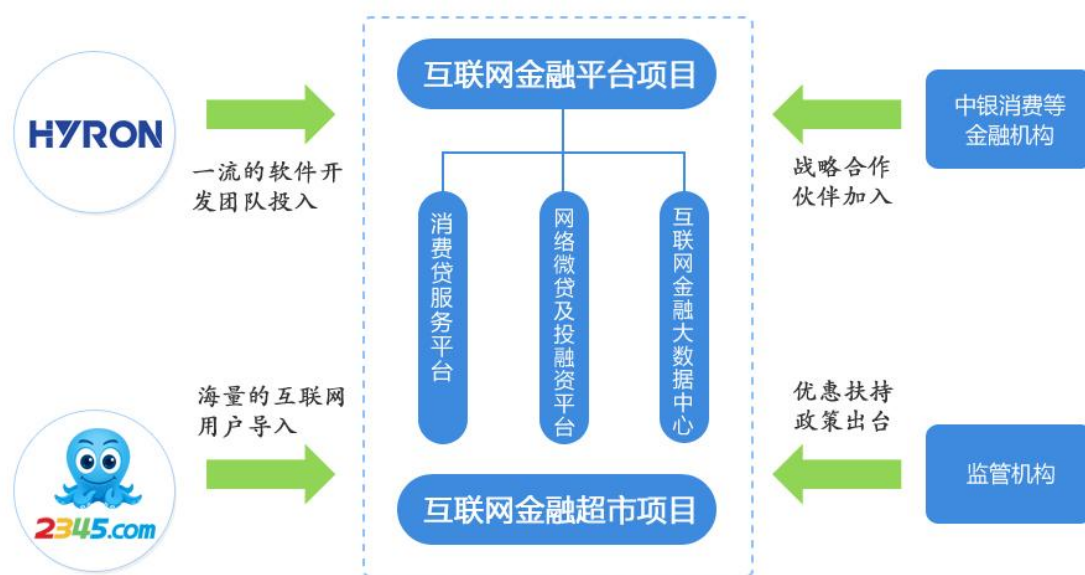 互联网金融平台项目
HYRON
一流的软件开
发团队投入
中银消费等
金融机构
战略合作
伙伴加入
消费贷服务平台
网络微贷及投融资平台
互联网金融大数据中心
海量的互联网
用户导入
2345.com
优惠扶持
政策出台
监管机构
互联网金融超市项目